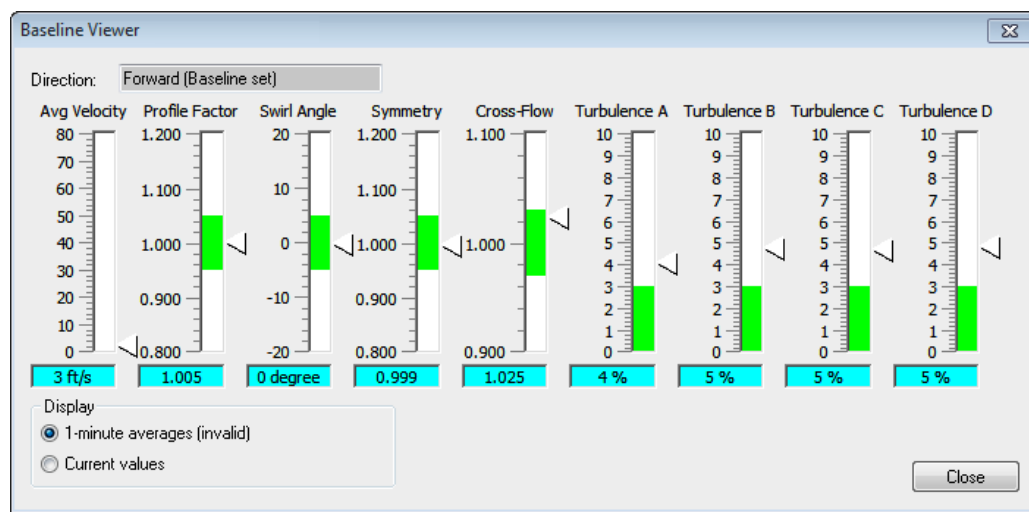 Baseline Viewer
Direction: Forward (Baseline set)
Avg Velocity Profile Factor Swirl Angle Symmetry Cross-Flow Turbulence A Turbulence B Turbulence C Turbulence D
80 1.200 20 1.200 1.100 10 10 10 10
9 9 9 9
70
8 8 8 8
60 1.100 10 1.100
7 7 7 7
50
6 6 6 6
40 1.000 0 1.000 1.000 5 5 5 5
30
4 4 4 4
3 3 3 3
20 0.900 -10 0.900
2 2 2 2
10
1 1 1 1
0 0.800 -20 0.800 0.900 0 0 0 0
3 ft/s 1.005 0 degree 0.999 1.025 4 % 5 % 5 % 5 %
Display
1-minute averages (invalid)
Current values
Close